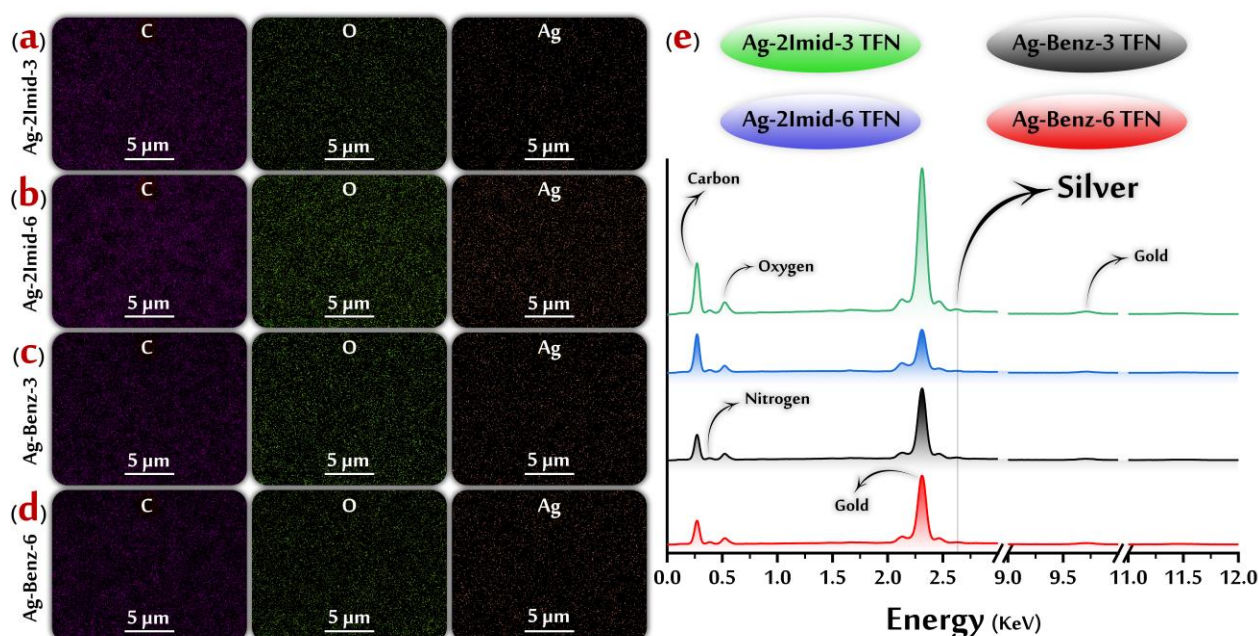 (a)
Ag-2Imid-3
C
O
Ag
5 µm
5 µm
5 µm
(b)
Ag-2Imid-6
C
O
Ag
5 µm
5 µm
5 µm
(c)
Ag-Benz-3
C
O
Ag
5 µm
5 µm
5 µm
(d)
Ag-Benz-6
C
O
Ag
5 µm
5 µm
5 µm
(e)
Ag-2Imid-3 TFN
Ag-Benz-3 TFN
Ag-2Imid-6 TFN
Ag-Benz-6 TFN
Carbon
Oxygen
Silver
Gold
Nitrogen
Gold
0.0 0.5 1.0 1.5 2.0 2.5 9.0 9.5 11.0 11.5 12.0
Energy (KeV)